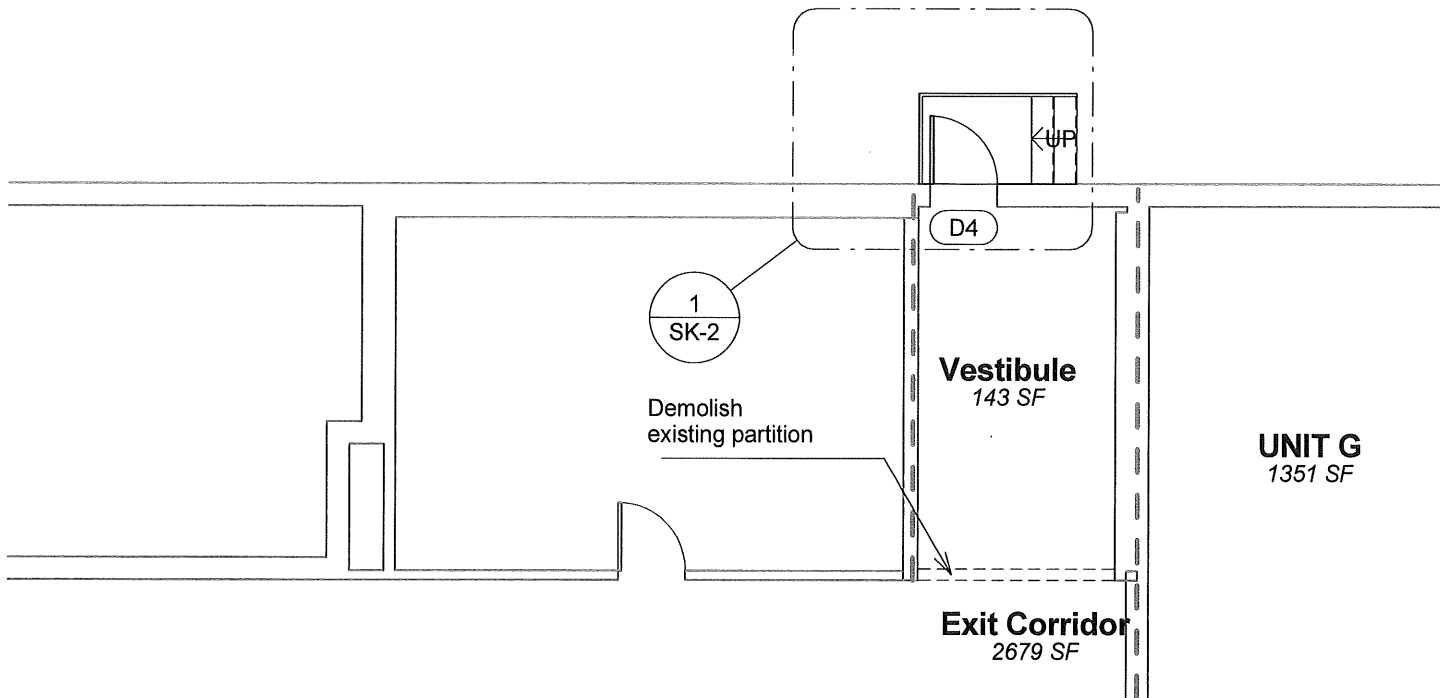 UP
D4
1
SK-2
Vestibule
143 SF
Demolish
existing partition
UNIT G
1351 SF
Exit Corridor
2679 SF